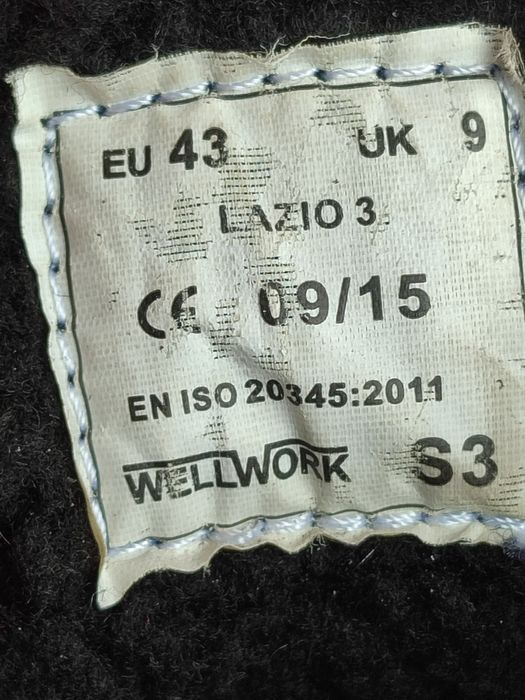 EU 43 UK 9
LAZIO 3
CE 09/15
EN ISO 20345:2011
WELLWORK S3